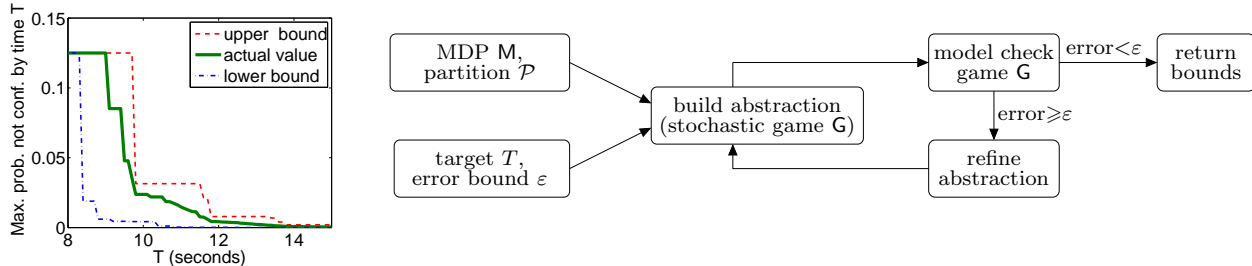 Max. prob. not conf. by time T
0.15
0.1
0.05
0
8
10
12
14
T (seconds)
upper bound
actual value
lower bound
MDP M,
partition 𝒫
target T,
error bound ε
build abstraction
(stochastic game G)
model check
game G
error<ε
return
bounds
error⩾ε
refine
abstraction